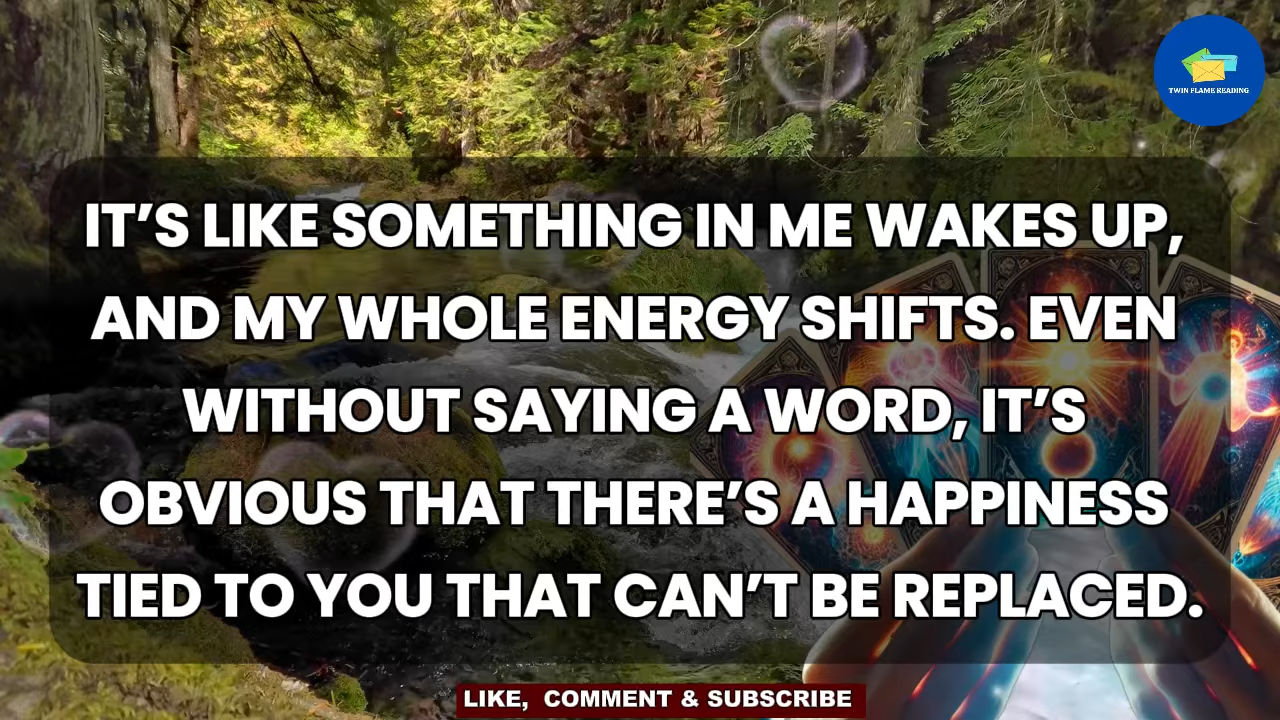 TWIN FLAME READING
IT’S LIKE SOMETHING IN ME WAKES UP,
AND MY WHOLE ENERGY SHIFTS. EVEN
WITHOUT SAYING A WORD, IT’S
OBVIOUS THAT THERE’S A HAPPINESS
TIED TO YOU THAT CAN’T BE REPLACED.
LIKE, COMMENT & SUBSCRIBE